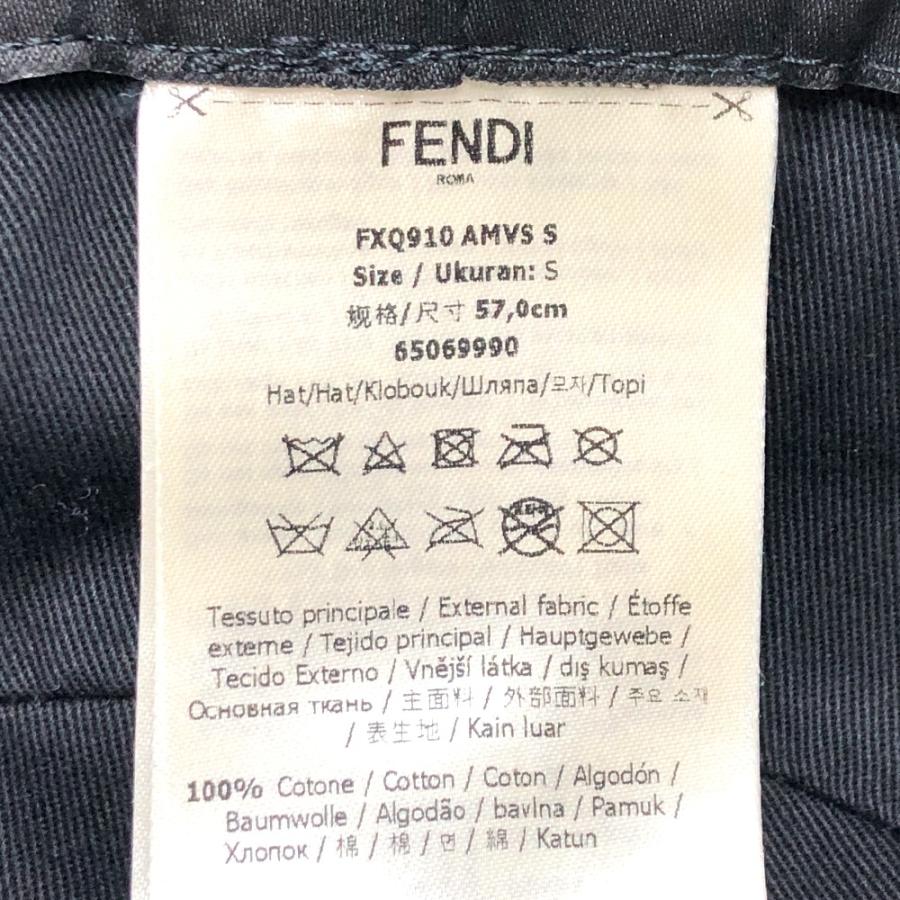 FENDI
ROMA
FXQ910 AMVS S
Size / Ukuran: S
规格/尺寸 57,0cm
65069990
Hat/Hat/Klobouk/Шляпа/모자/Topi
Tessuto principale / External fabric / Étoffe
externe / Tejido principal / Hauptgewebe /
Tecido Externo / Vnější látka / dış kumaş /
Основная ткань / 主面料 / 外部面料 / 주요 소재
/ 表生地 / Kain luar
100% Cotone / Cotton / Coton / Algodón /
Baumwolle / Algodão / bavlna / Pamuk /
Хлопок / 棉 / 棉 / 면 / 綿 / Katun